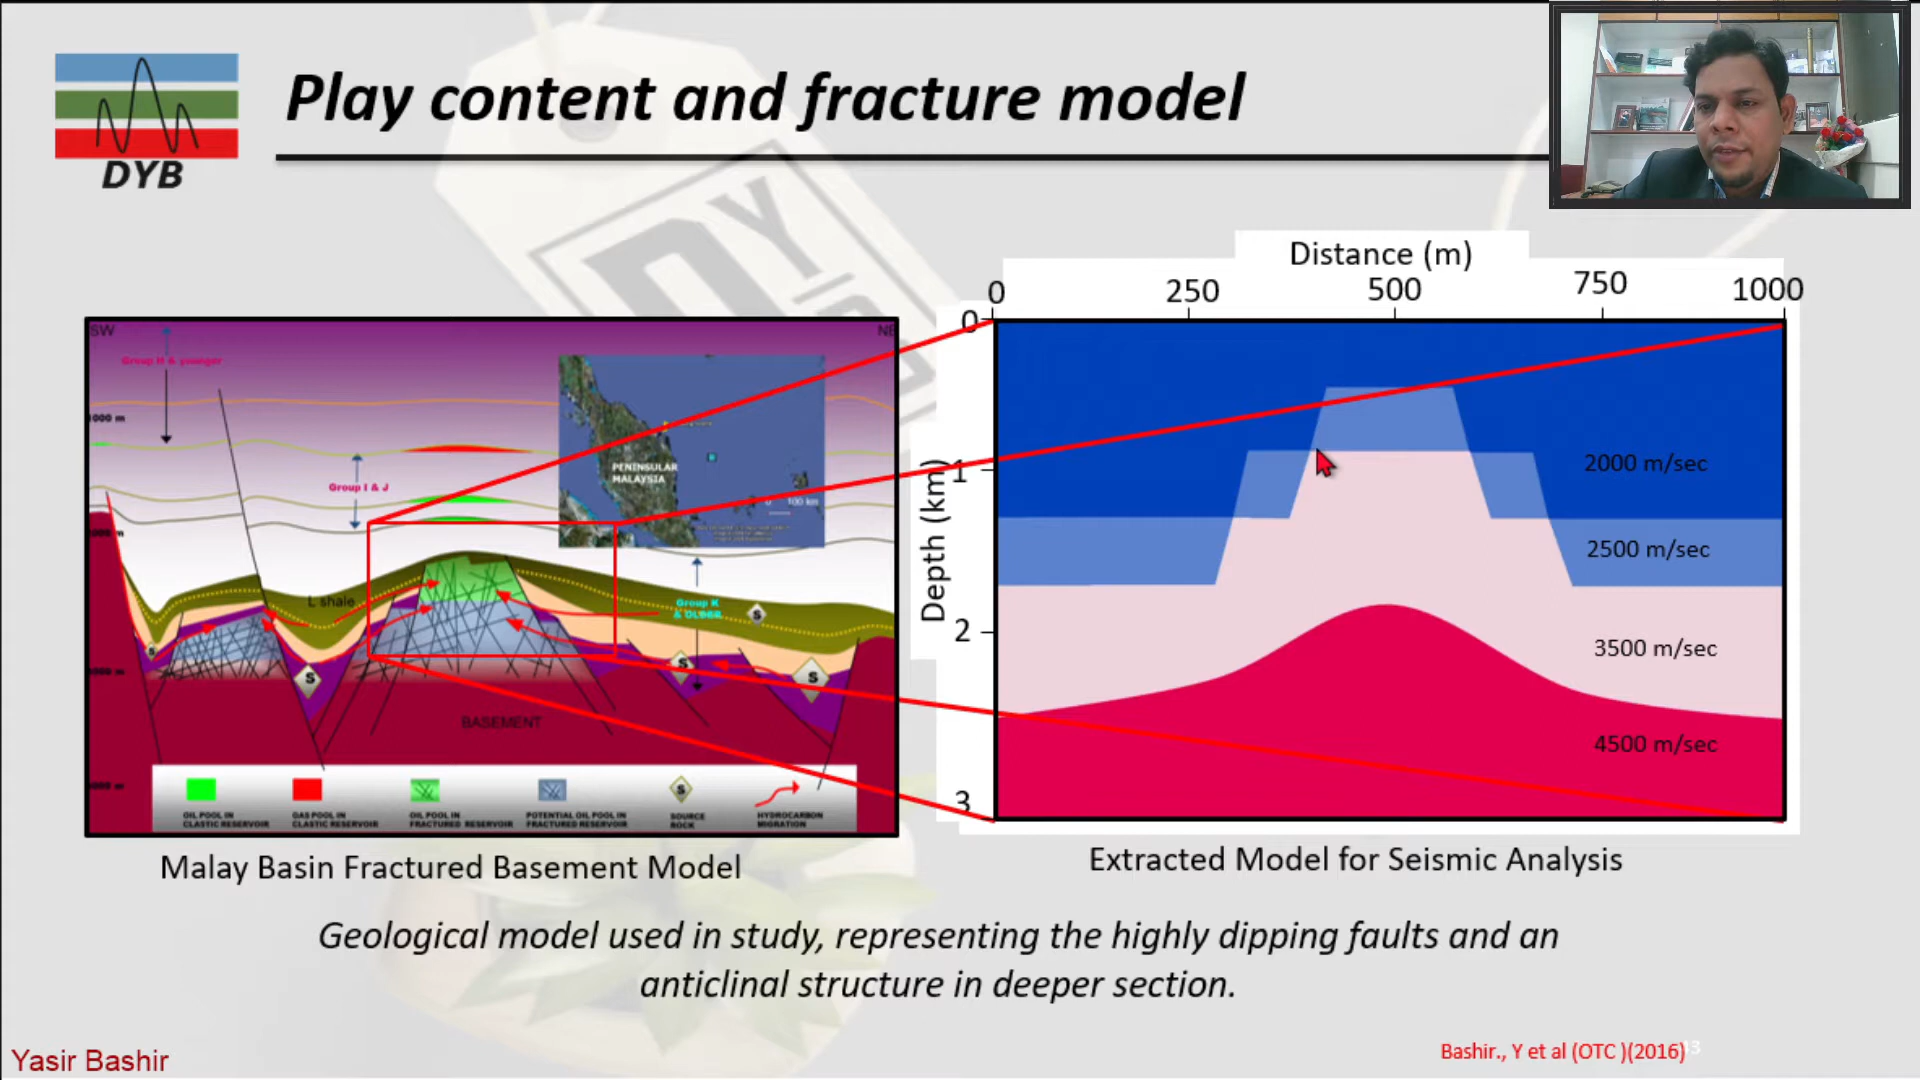 DYB
Play content and fracture model
SW
NE
Group H & younger
Group I & J
PENINSULAR
MALAYSIA
100 km
L shale
Group K
& OLDER
S
S
S
S
S
BASEMENT
OIL POOL IN
CLASTIC RESERVOIR
GAS POOL IN
CLASTIC RESERVOIR
OIL POOL IN
FRACTURED RESERVOIR
POTENTIAL OIL POOL IN
FRACTURED RESERVOIR
S
SOURCE
ROCK
HYDROCARBON
MIGRATION
Malay Basin Fractured Basement Model
Distance (m)
0 250 500 750 1000
Depth (km)
0
1
2
3
2000 m/sec
2500 m/sec
3500 m/sec
4500 m/sec
Extracted Model for Seismic Analysis
Geological model used in study, representing the highly dipping faults and an
anticlinal structure in deeper section.
Yasir Bashir
Bashir., Y et al (OTC )(2016)